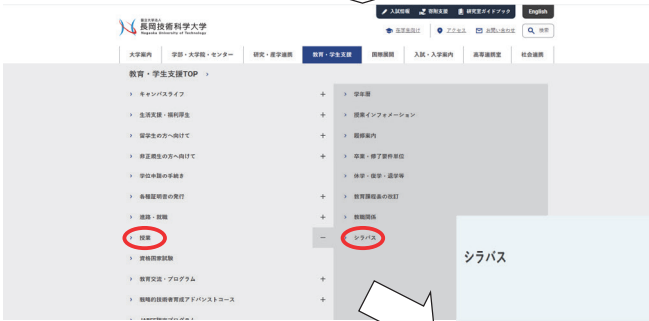 入試情報 寄附支援 研究室ガイドブック English
国立大学法人
長岡技術科学大学
Nagaoka University of Technology
在学生向け アクセス お問い合わせ 検索
大学案内 学部・大学院・センター 研究・産学連携 教育・学生支援 国際展開 入試・入学案内 高専連携室 社会連携
教育・学生支援TOP ›
› キャンパスライフ + › 学年暦
› 生活支援・福利厚生 + › 授業インフォメーション
› 留学生の方へ向けて + › 履修案内
› 非正規生の方へ向けて + › 卒業・修了要件単位
› 学位申請の手続き › 休学・復学・退学等
› 各種証明書の発行 + › 教育課程表の改訂
› 進路・就職 + › 教職関係
› 授業 − › シラバス
› 資格国家試験
シラバス
› 教育交流・プログラム +
› 戦略的技術者育成アドバンストコース +